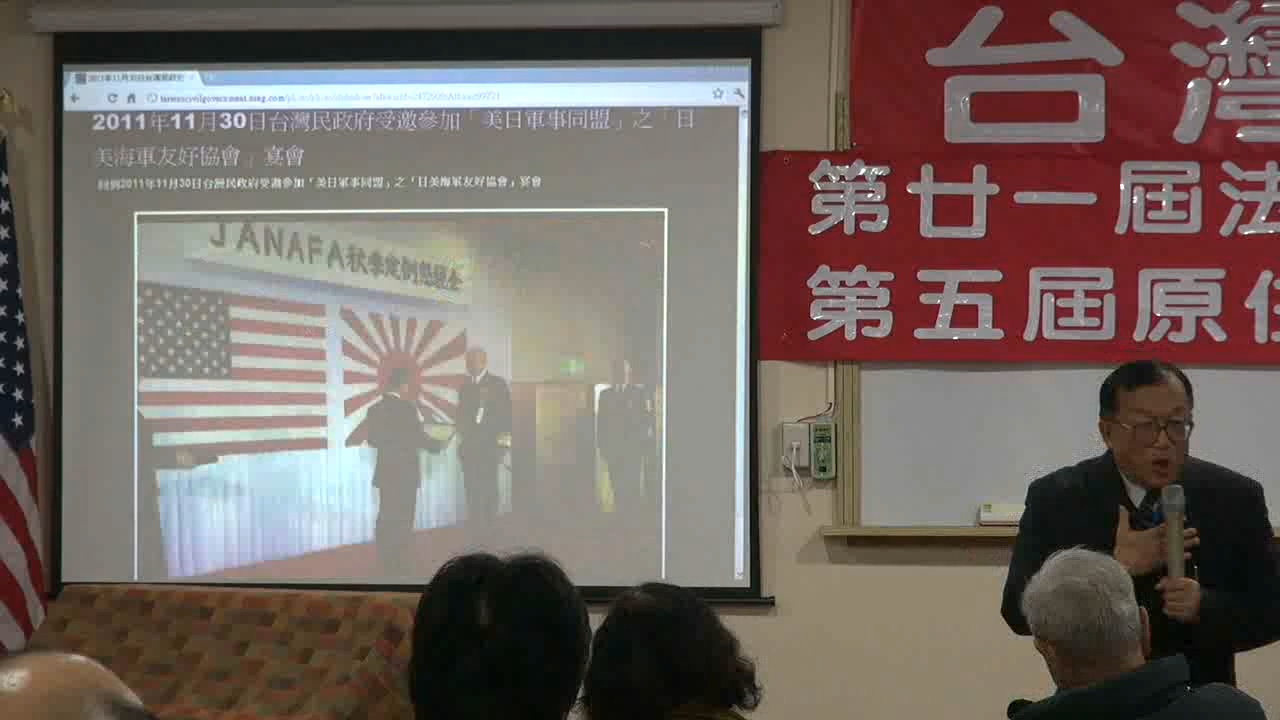 2011年11月30日台灣民政府受邀參加「美日軍事同盟」之「日
美海軍友好協會」宴會
2011年11月30日台灣民政府受邀參加「美日軍事同盟」之「日美海軍友好協會」宴會
JANAFA秋季定例懇親会
台灣
第廿一屆法
第五屆原住